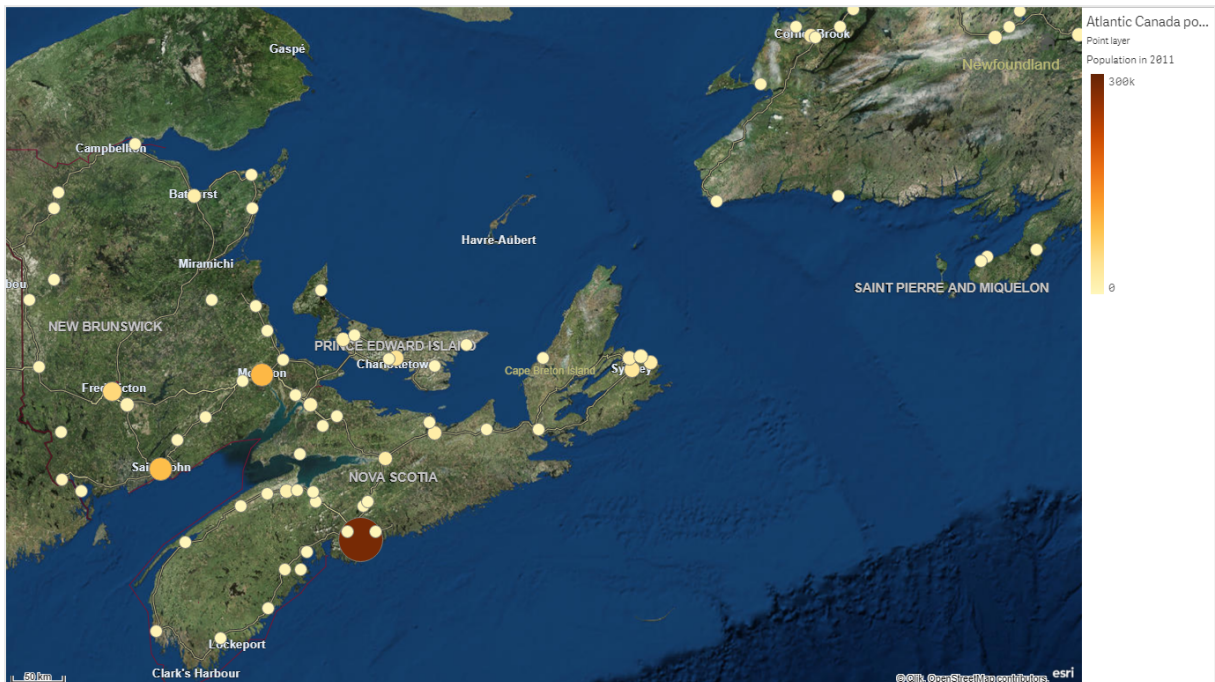 Gaspé
Corner Brook
Newfoundland
Campbellton
Bathurst
Havre-Aubert
Miramichi
bou
SAINT PIERRE AND MIQUELON
NEW BRUNSWICK
PRINCE EDWARD ISLAND
Charlottetown
Cape Breton Island
Sydney
Moncton
Fredericton
Saint John
NOVA SCOTIA
Lockeport
Clark's Harbour
50 km
© Qlik, OpenStreetMap contributors,
esri
Atlantic Canada po...
Point layer
Population in 2011
300k
0